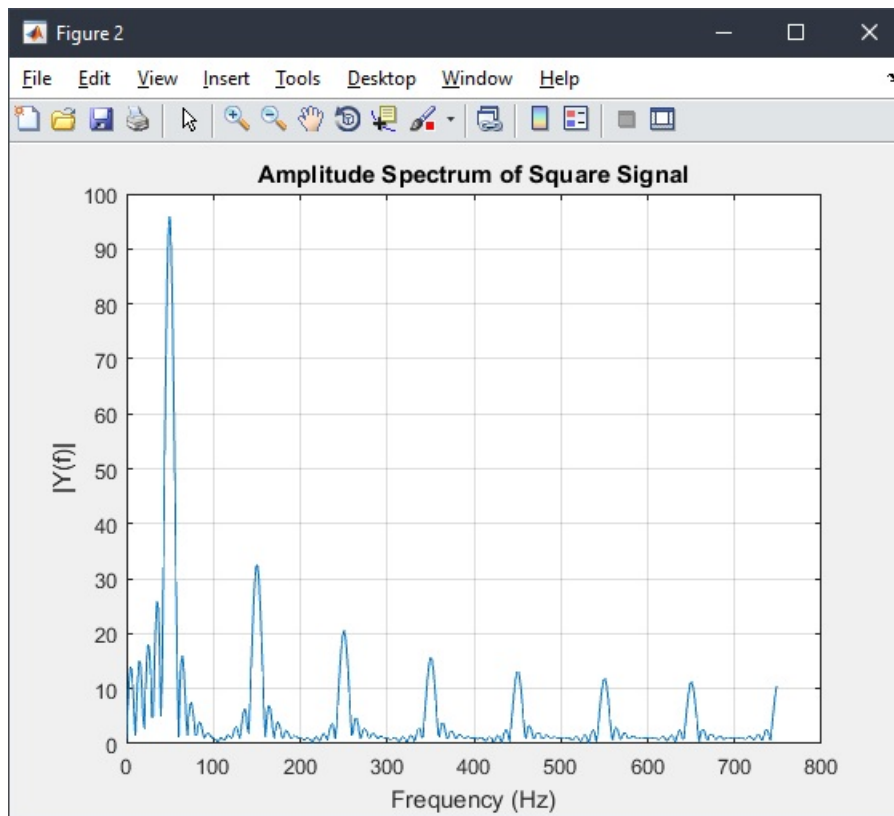 Figure 2
File Edit View Insert Tools Desktop Window Help
Amplitude Spectrum of Square Signal
100
90
80
70
60
50
40
30
20
10
0
|Y(f)|
0 100 200 300 400 500 600 700 800
Frequency (Hz)